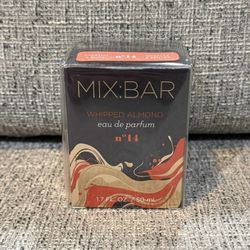 MIX:BAR
WHIPPED ALMOND
eau de parfum
nº14
1.7 FL. OZ. / 50 mL